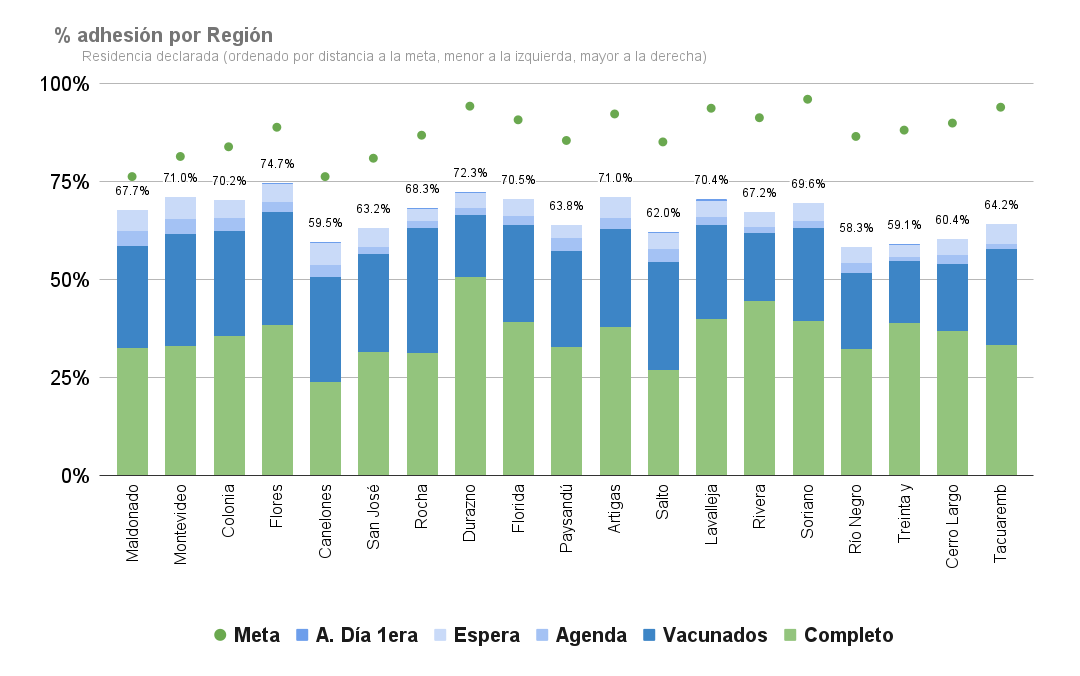 % adhesión por Región
Residencia declarada (ordenado por distancia a la meta, menor a la izquierda, mayor a la derecha)
100%
75%
50%
25%
0%
67.7%
71.0%
70.2%
74.7%
59.5%
63.2%
68.3%
72.3%
70.5%
63.8%
71.0%
62.0%
70.4%
67.2%
69.6%
58.3%
59.1%
60.4%
64.2%
Maldonado
Montevideo
Colonia
Flores
Canelones
San José
Rocha
Durazno
Florida
Paysandú
Artigas
Salto
Lavalleja
Rivera
Soriano
Río Negro
Treinta y
Cerro Largo
Tacuaremb
Meta A. Día 1era Espera Agenda Vacunados Completo